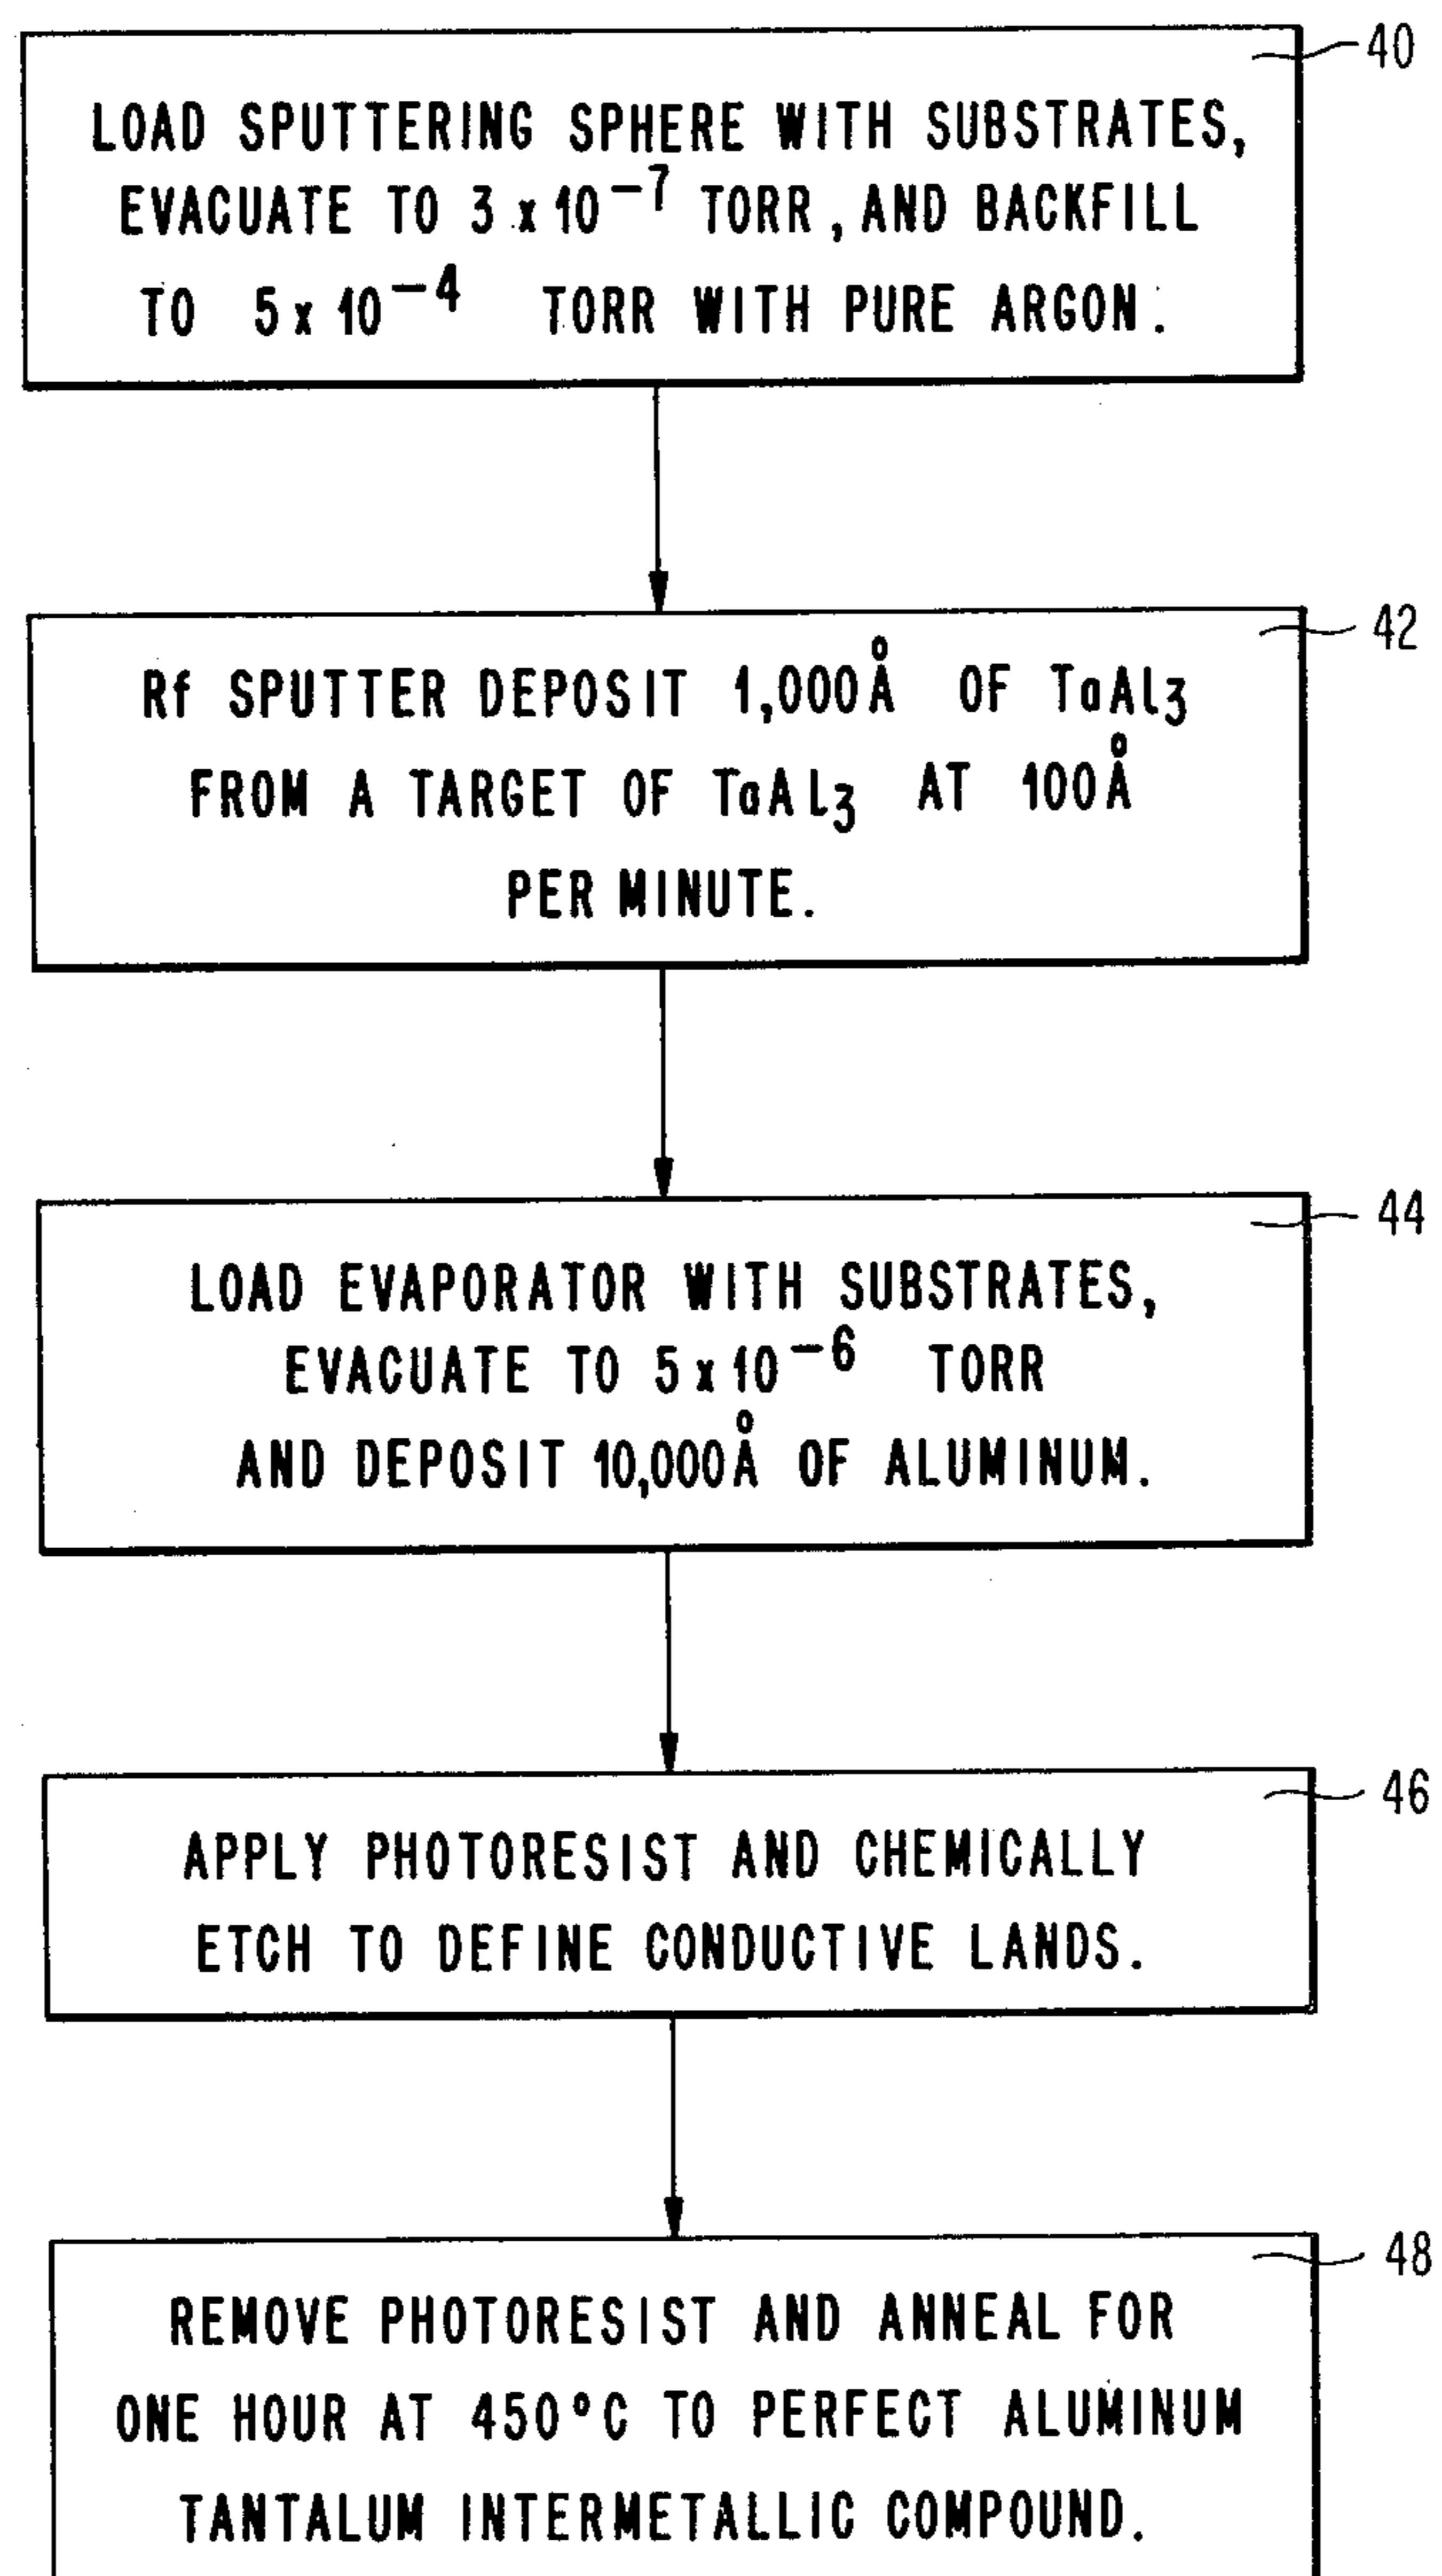 40
LOAD SPUTTERING SPHERE WITH SUBSTRATES,
EVACUATE TO 3 x 10⁻⁷ TORR, AND BACKFILL
TO 5 x 10⁻⁴ TORR WITH PURE ARGON.
42
Rf SPUTTER DEPOSIT 1,000Å OF TaAl₃
FROM A TARGET OF TaAl₃ AT 100Å
PER MINUTE.
44
LOAD EVAPORATOR WITH SUBSTRATES,
EVACUATE TO 5 x 10⁻⁶ TORR
AND DEPOSIT 10,000Å OF ALUMINUM.
46
APPLY PHOTORESIST AND CHEMICALLY
ETCH TO DEFINE CONDUCTIVE LANDS.
48
REMOVE PHOTORESIST AND ANNEAL FOR
ONE HOUR AT 450°C TO PERFECT ALUMINUM
TANTALUM INTERMETALLIC COMPOUND.